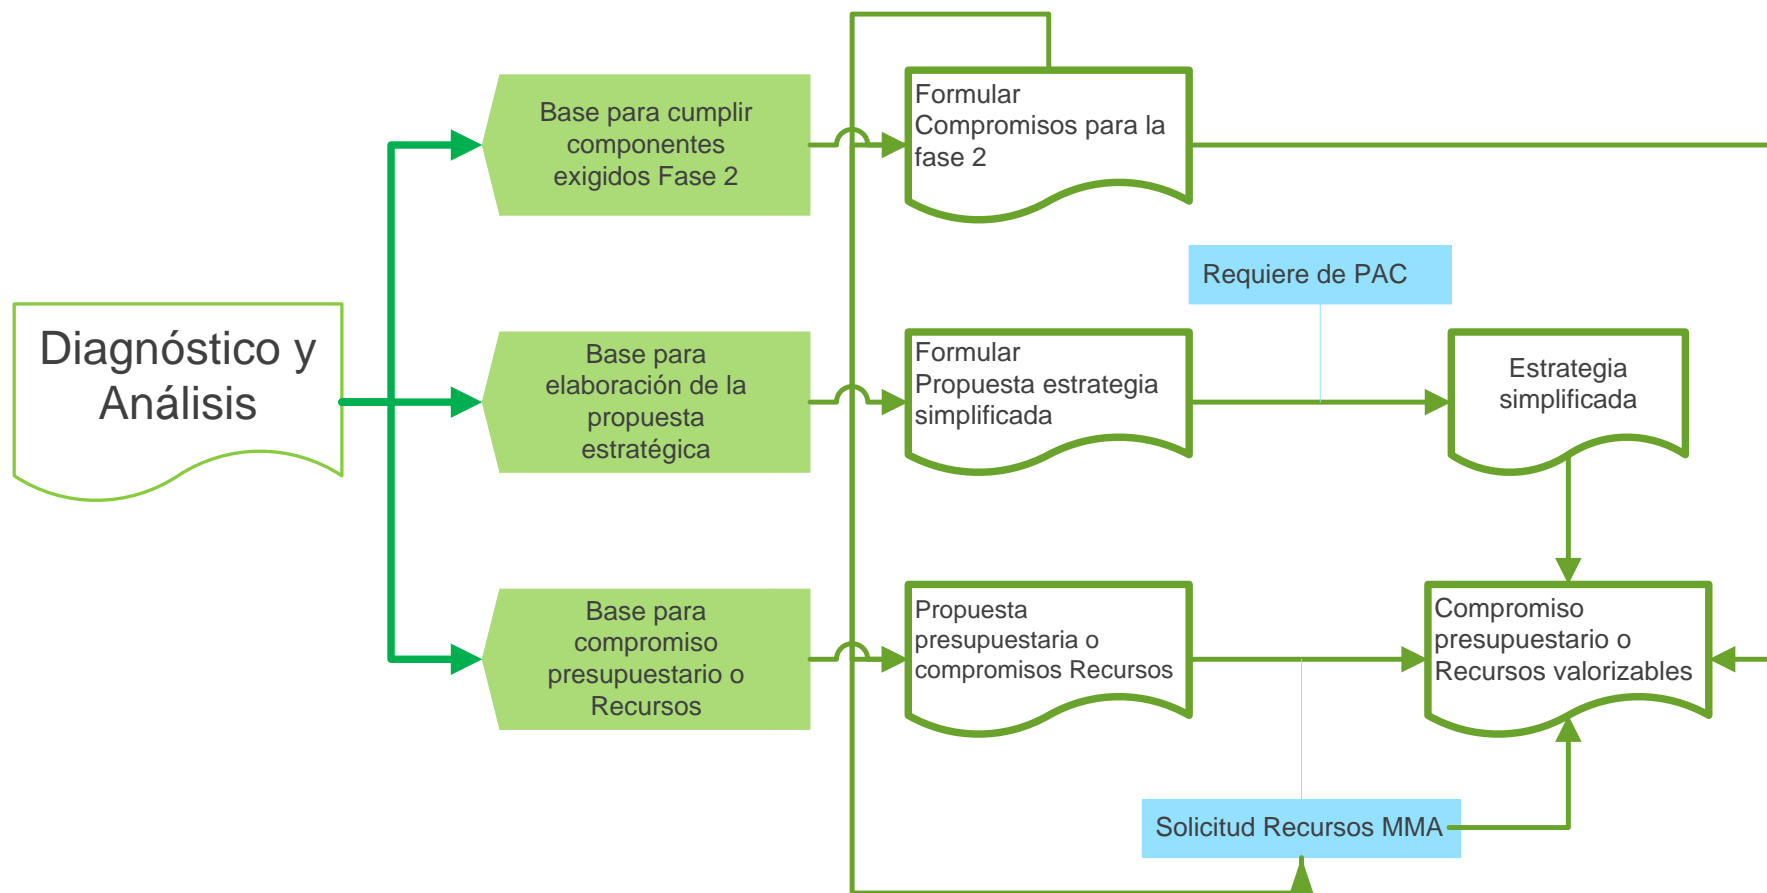 Diagnóstico y
Análisis
Base para cumplir
componentes
exigidos Fase 2
Formular
Compromisos para la
fase 2
Requiere de PAC
Base para
elaboración de la
propuesta
estratégica
Formular
Propuesta estrategia
simplificada
Estrategia
simplificada
Base para
compromiso
presupuestario o
Recursos
Propuesta
presupuestaria o
compromisos Recursos
Compromiso
presupuestario o
Recursos valorizables
Solicitud Recursos MMA